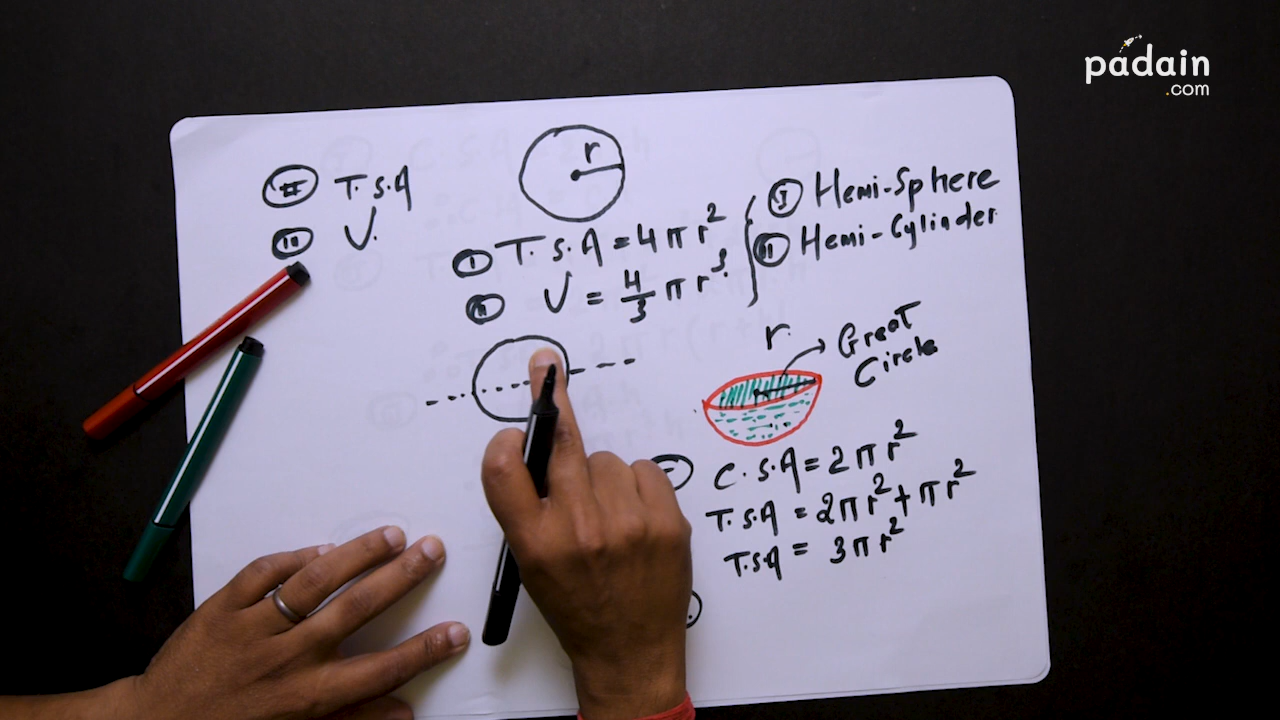 padain
.com
II T.S.A
III V.
r
I T.S.A = 4πr²
II V = 4/3 πr³.
I Hemi-Sphere
II Hemi-Cylinder
r.
Great
Circle
C.S.A = 2πr²
T.S.A = 2πr² + πr²
T.S.A = 3πr²